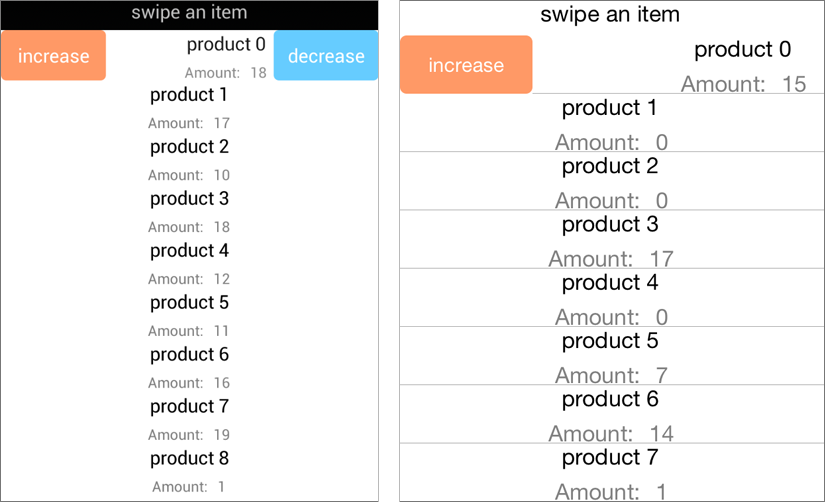 swipe an item
increase
product 0
Amount: 18
decrease
product 1
Amount: 17
product 2
Amount: 10
product 3
Amount: 18
product 4
Amount: 12
product 5
Amount: 11
product 6
Amount: 16
product 7
Amount: 19
product 8
Amount: 1
swipe an item
increase
product 0
Amount: 15
product 1
Amount: 0
product 2
Amount: 0
product 3
Amount: 17
product 4
Amount: 0
product 5
Amount: 7
product 6
Amount: 14
product 7
Amount: 1